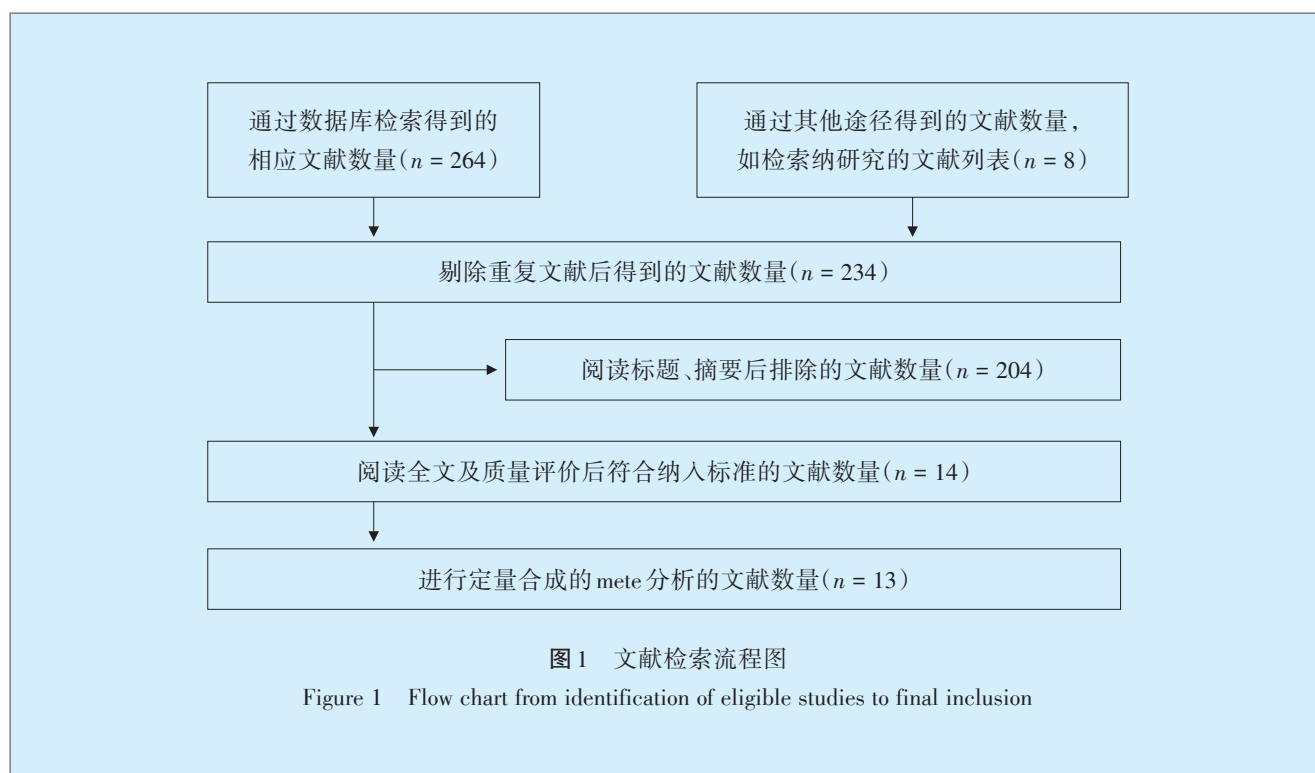 通过数据库检索得到的
相应文献数量(n = 264)
通过其他途径得到的文献数量，
如检索纳研究的文献列表(n = 8)
剔除重复文献后得到的文献数量(n = 234)
阅读标题、摘要后排除的文献数量(n = 204)
阅读全文及质量评价后符合纳入标准的文献数量(n = 14)
进行定量合成的mete分析的文献数量(n = 13)
图1 文献检索流程图
Figure 1 Flow chart from identification of eligible studies to final inclusion